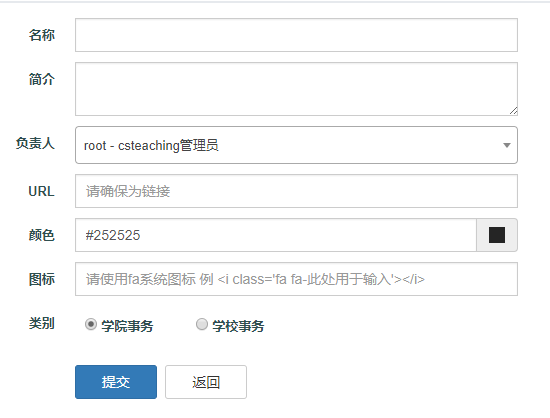 名称
简介
负责人 root - csteaching管理员
URL 请确保为链接
颜色 #252525
图标 请使用fa系统图标 例 <i class='fa fa-此处用于输入'></i>
类别 学院事务 学校事务
提交 返回